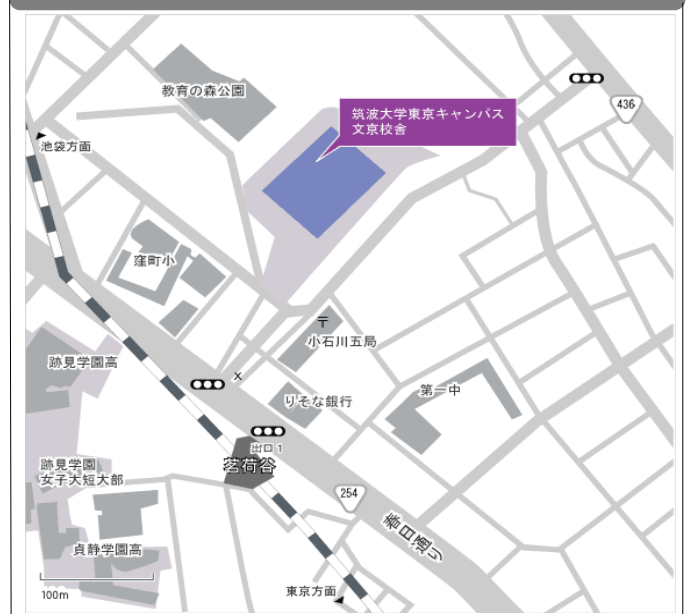 教育の森公園
筑波大学東京キャンパス
文京校舎
436
池袋方面
窪町小
〒
小石川五局
跡見学園高
X
りそな銀行
第一中
出口1
茗荷谷
跡見学園
女子大短大部
254
春日通り
貞静学園高
100m
東京方面